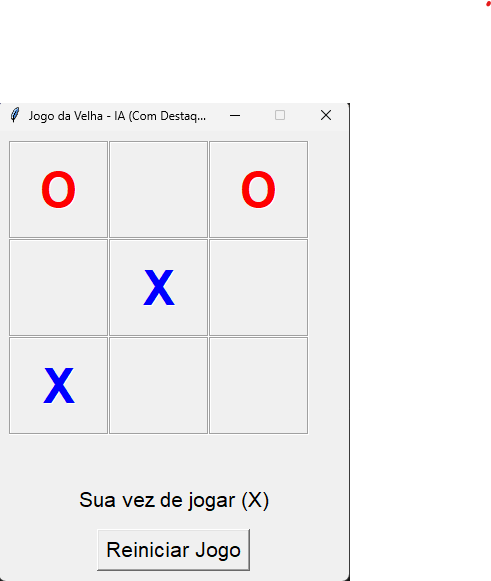 Jogo da Velha - IA (Com Destaq...
O O
X
X
Sua vez de jogar (X)
Reiniciar Jogo